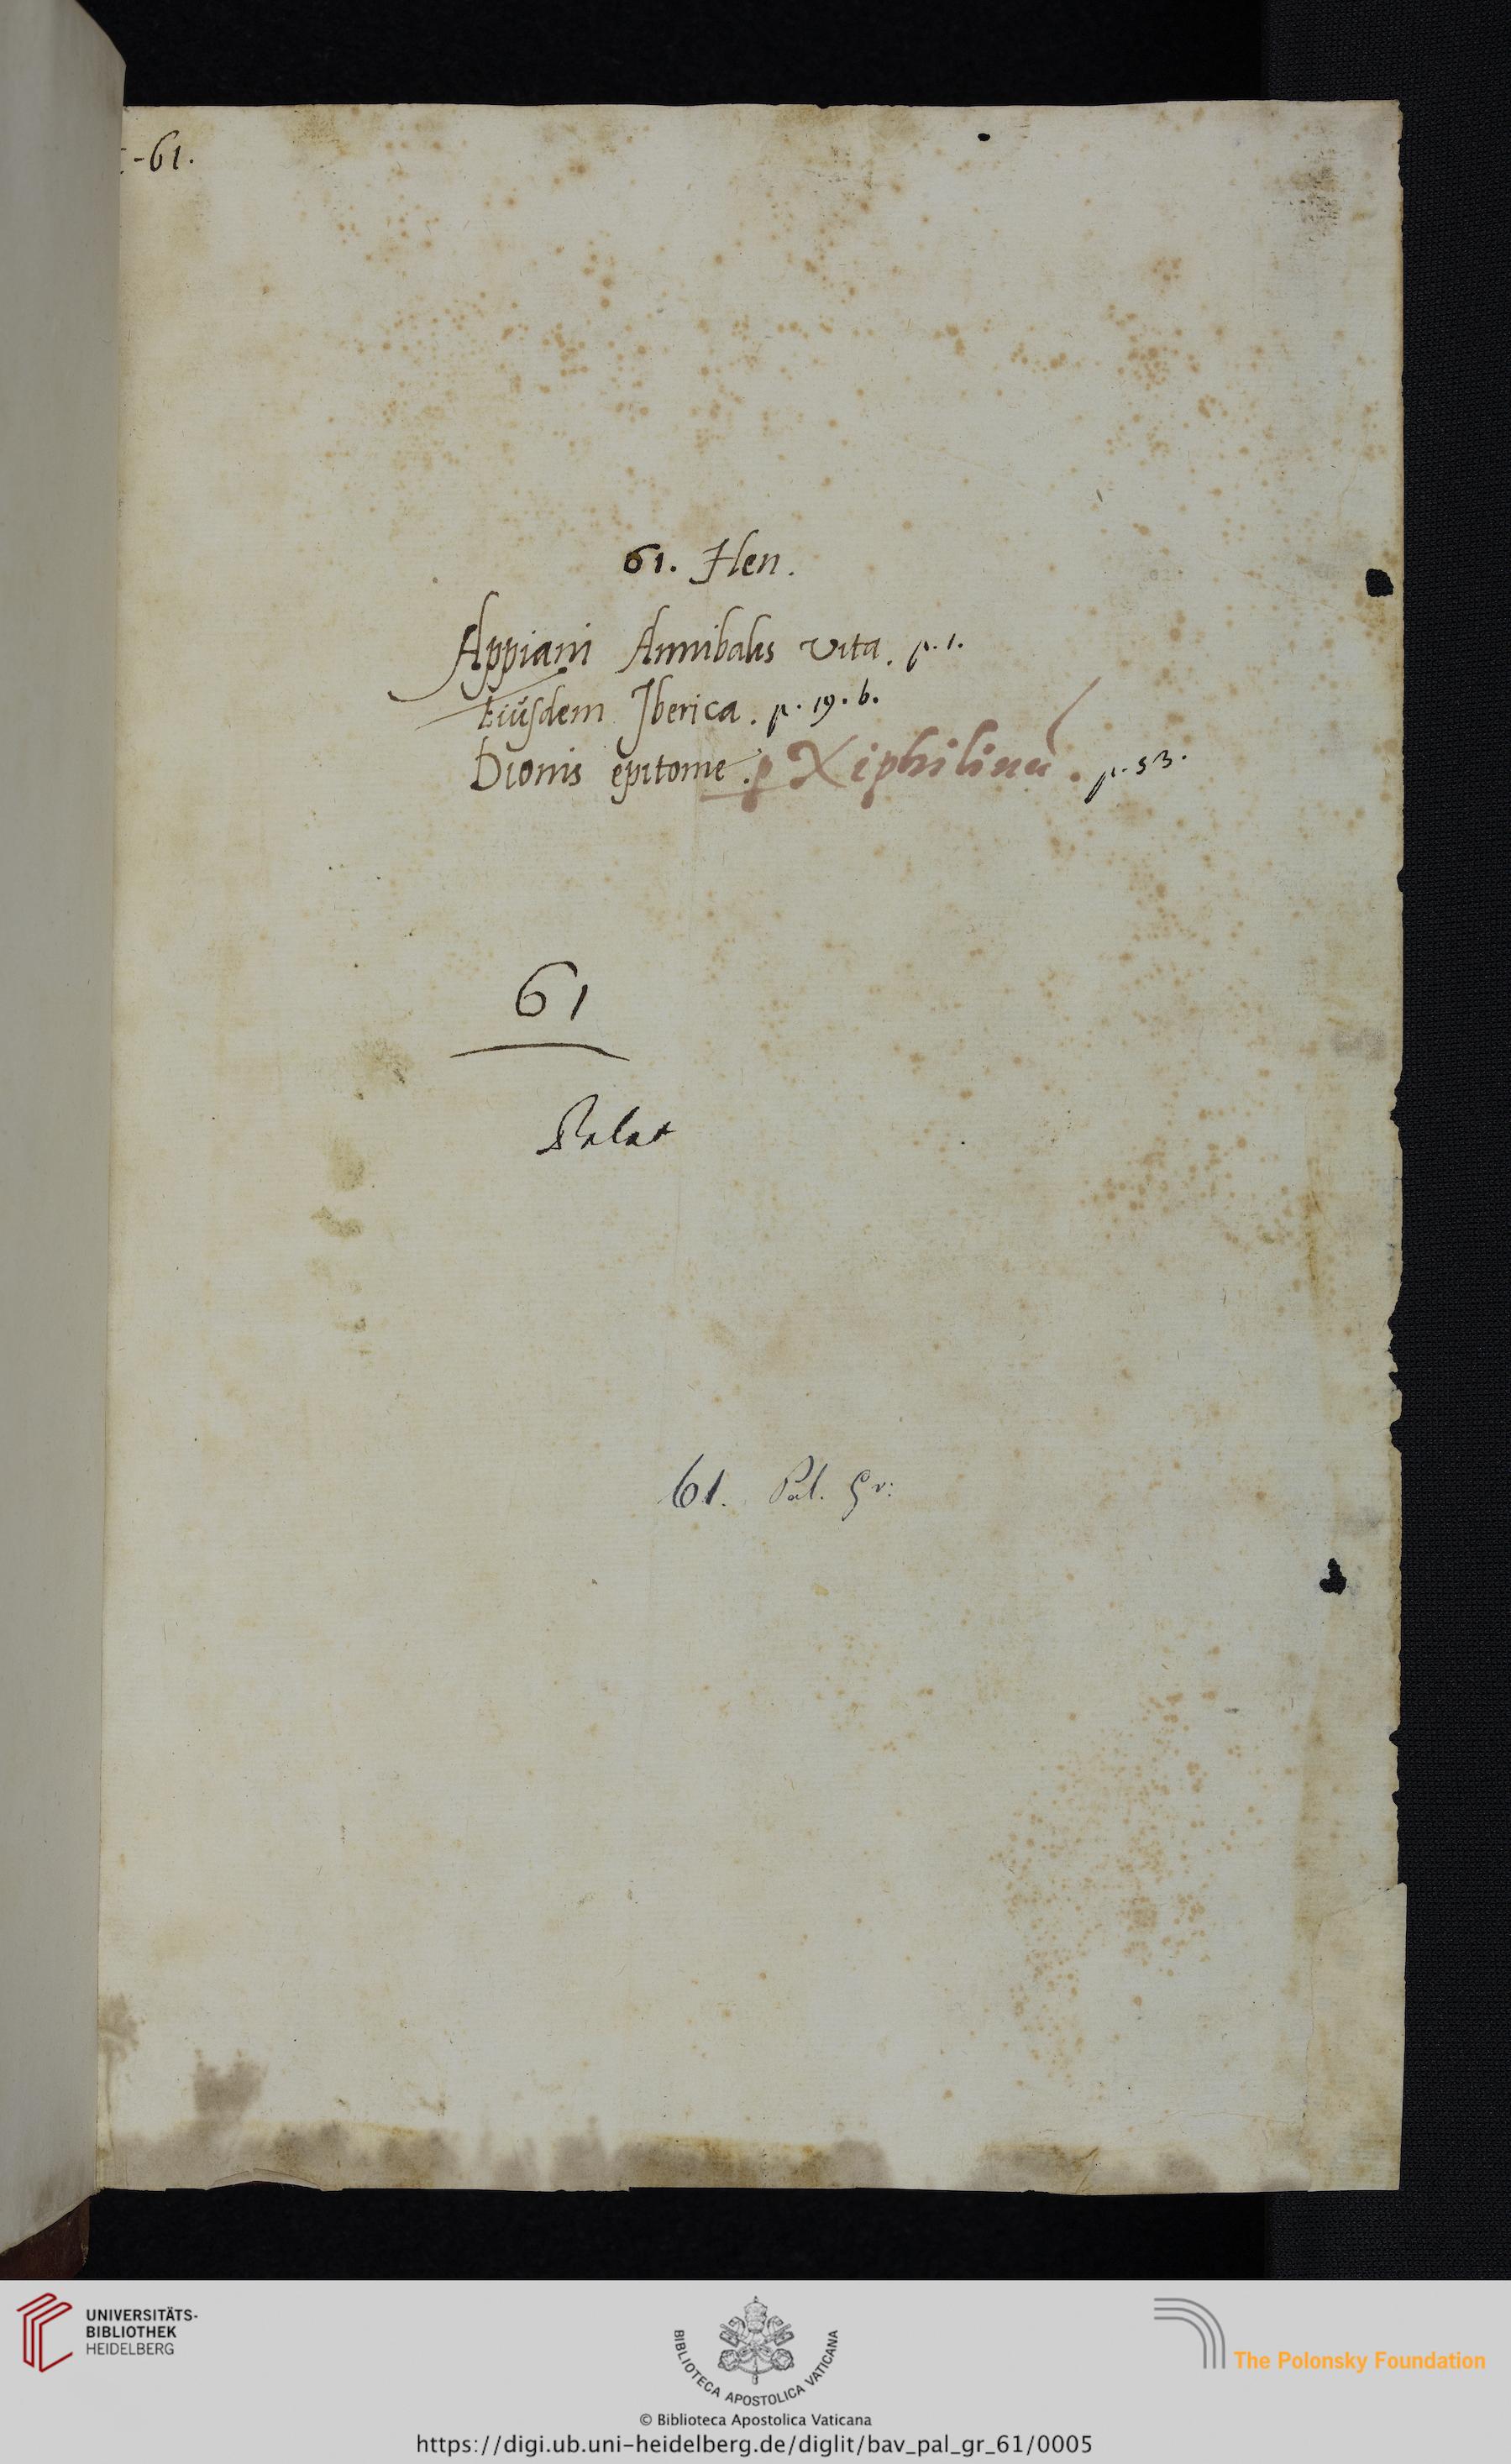 -61.
61. Hen.
Appiani Annibalis vita. p. 1.
Eiusdem Iberica. p. 19. b.
Dionis epitome. p Xiphilinū. p. 53.
61
Palat
61. Pal. gr:
UNIVERSITÄTS-
BIBLIOTHEK
HEIDELBERG
BIBLIOTECA APOSTOLICA VATICANA
The Polonsky Foundation
© Biblioteca Apostolica Vaticana
https://digi.ub.uni-heidelberg.de/diglit/bav_pal_gr_61/0005